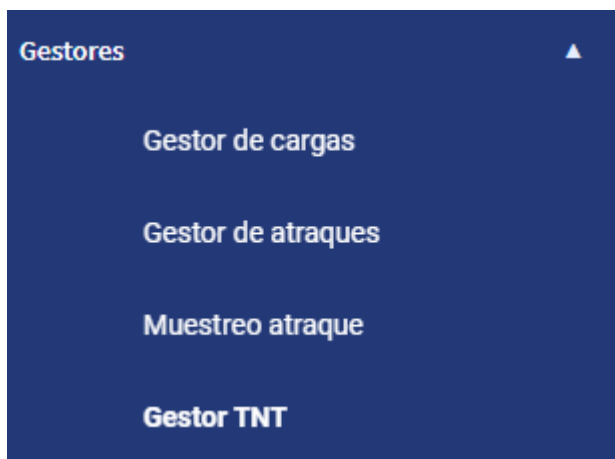 Gestores ▲
Gestor de cargas
Gestor de atraques
Muestreo atraque
Gestor TNT